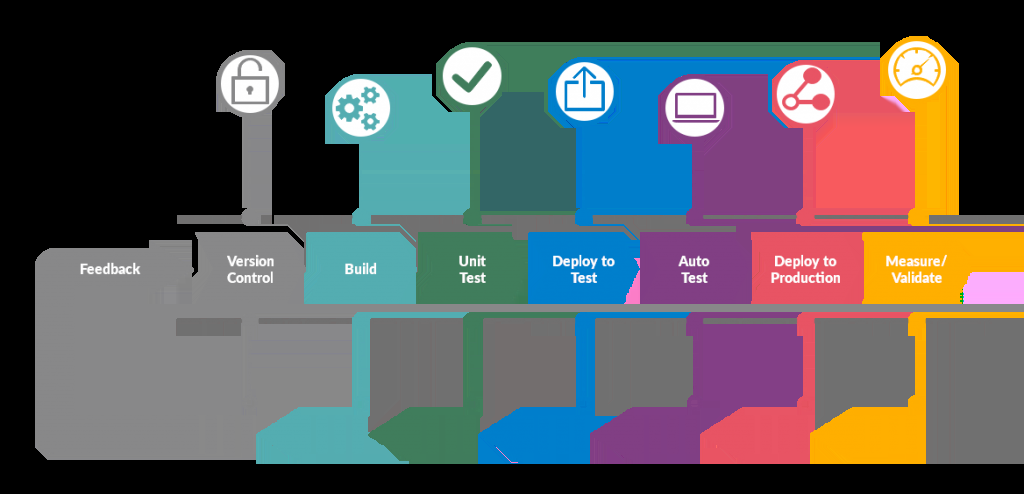 Feedback
Version
Control
Build
Unit
Test
Deploy to
Test
Auto
Test
Deploy to
Production
Measure/
Validate